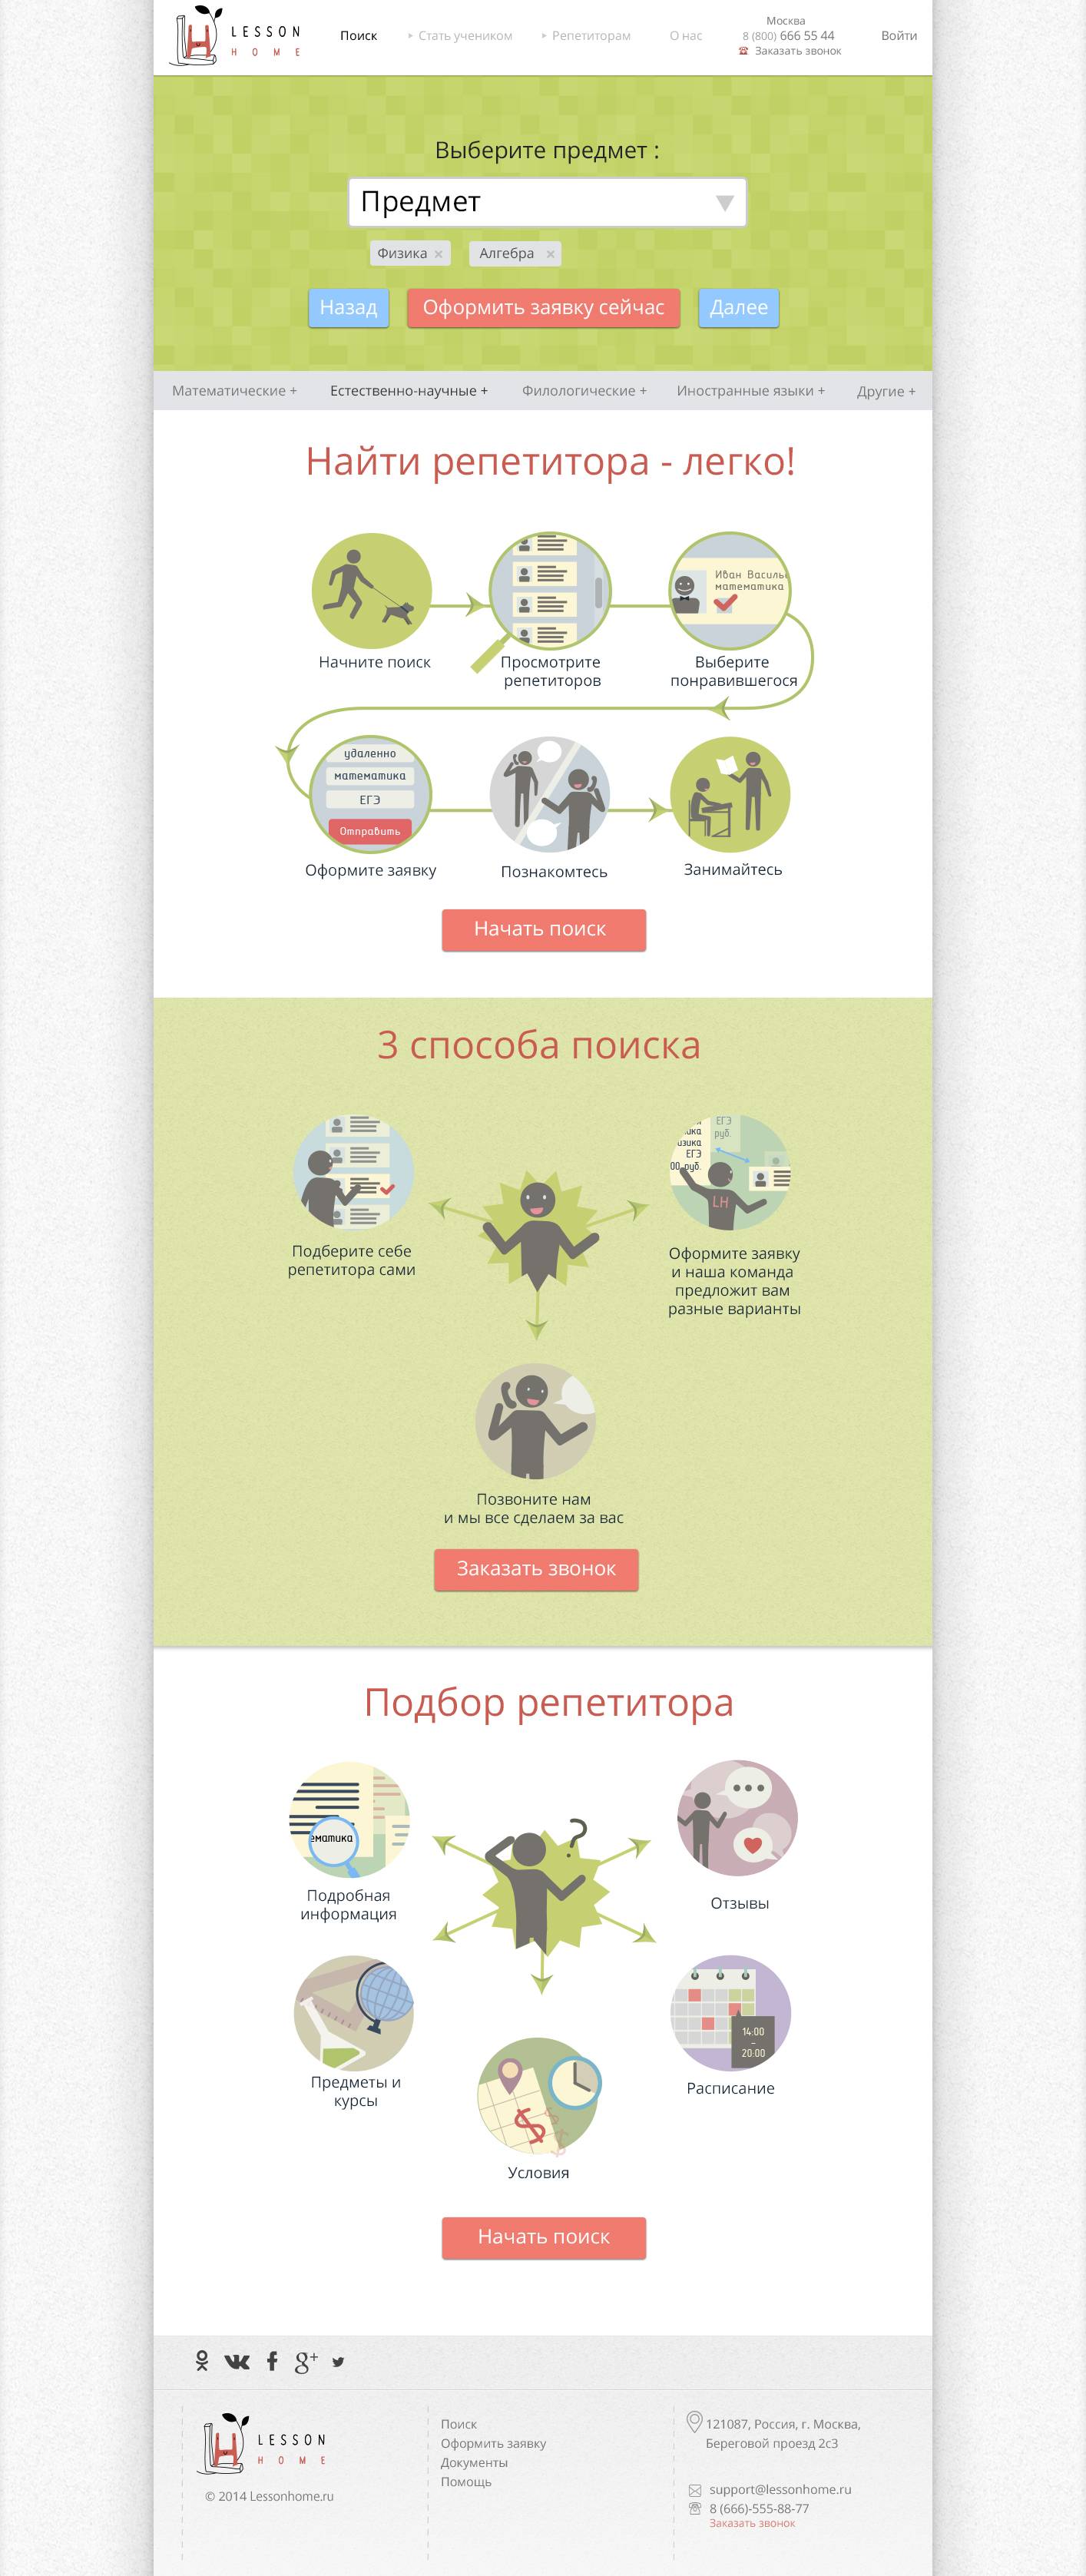 LESSON
HOME
Поиск
Стать учеником
Репетиторам
О нас
Москва
8 (800) 666 55 44
Заказать звонок
Войти
Выберите предмет :
Предмет
Физика
Алгебра
Назад
Оформить заявку сейчас
Далее
Математические +
Естественно-научные +
Филологические +
Иностранные языки +
Другие +
Найти репетитора - легко!
Иван Василь
математика
Начните поиск
Просмотрите
репетиторов
Выберите
понравившегося
удаленно
математика
ЕГЭ
Отправить
Оформите заявку
Познакомтесь
Занимайтесь
Начать поиск
3 способа поиска
ика
изика
ЕГЭ
00 руб.
ЕГЭ
руб.
LH
Подберите себе
репетитора сами
Оформите заявку
и наша команда
предложит вам
разные варианты
Позвоните нам
и мы все сделаем за вас
Заказать звонок
Подбор репетитора
ематика
?
Подробная
информация
Отзывы
14:00
–
20:00
Предметы и
курсы
Расписание
$
$
$
Условия
Начать поиск
g+
LESSON
HOME
© 2014 Lessonhome.ru
Поиск
Оформить заявку
Документы
Помощь
121087, Россия, г. Москва,
Береговой проезд 2с3
support@lessonhome.ru
8 (666)-555-88-77
Заказать звонок